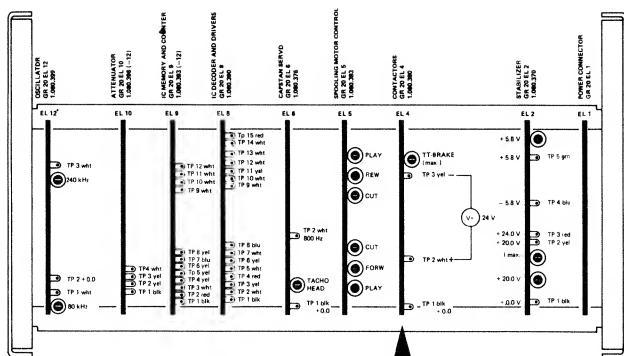 OSCILLATOR
GR 20 EL 12
1.080.399
ATTENUATOR
GR 20 EL 10
1.080.396 (-12)
IC MEMORY AND COUNTER
GR 20 EL 9
1.080.393 (-12)
IC DECODER AND DRIVERS
GR 20 EL 8
1.080.390
CAPSTAN SERVO
GR 20 EL 6
1.080.376
SPOOLING MOTOR CONTROL
GR 20 EL 5
1.080.383
CONTACTORS
GR 20 EL 4
1.080.380
STABILIZER
GR 20 EL 2
1.080.370
POWER CONNECTOR
GR 20 EL 1
EL 12
EL 10
EL 9
EL 8
EL 6
EL 5
EL 4
EL 2
EL 1
TP 3 wht
240 kHz
TP 2 + 0.0
TP 1 wht
80 kHz
TP4 wht
TP 3 yel
TP 2 yel
TP 1 blk
TP 12 wht
TP 11 wht
TP 10 wht
TP 9 wht
TP 8 yel
TP 7 blu
TP 6 yel
Tp 5 yel
TP 4 yel
TP 3 wht
TP 2 red
TP 1 blk
Tp 15 red
TP 14 wht
TP 13 wht
TP 12 wht
TP 11 yel
TP 10 wht
TP 9 wht
TP 8 blu
TP 7 wht
TP 6 yel
TP 5 wht
TP 4 red
TP 3 yel
TP 2 wht
TP 1 blk
TP 2 wht
800 Hz
TACHO
HEAD
TP 1 blk
+ 0.0
PLAY
REW
CUT
CUT
FORW
PLAY
TT-BRAKE
(max.)
TP 3 yel
V= 24 V
TP 2 wht +
TP 1 blk
+ 0.0
+ 5.8 V
+ 5.8 V TP 5 grn
- 5.8 V TP 4 blu
+ 24.0 V TP 3 red
+ 20.0 V TP 2 yel
I max.
+ 20.0 V
+ 0.0 V TP 1 blk